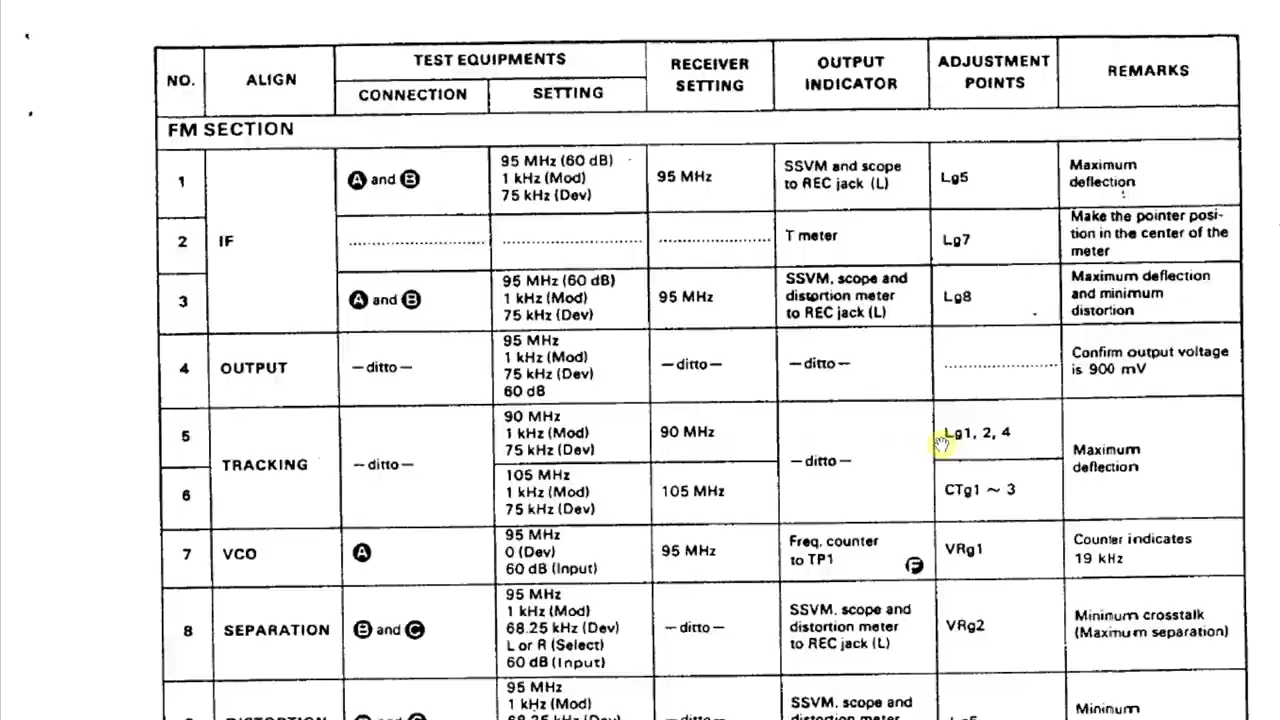 NO.
ALIGN
TEST EQUIPMENTS
CONNECTION
SETTING
RECEIVER
SETTING
OUTPUT
INDICATOR
ADJUSTMENT
POINTS
REMARKS
FM SECTION
1
IF
A and B
95 MHz (60 dB)
1 kHz (Mod)
75 kHz (Dev)
95 MHz
SSVM and scope
to REC jack (L)
Lg5
Maximum
deflection
2
T meter
Lg7
Make the pointer posi-
tion in the center of the
meter
3
A and B
95 MHz (60 dB)
1 kHz (Mod)
75 kHz (Dev)
95 MHz
SSVM, scope and
distortion meter
to REC jack (L)
Lg8
Maximum deflection
and minimum
distortion
4
OUTPUT
—ditto—
95 MHz
1 kHz (Mod)
75 kHz (Dev)
60 dB
—ditto—
—ditto—
Confirm output voltage
is 900 mV
5
TRACKING
—ditto—
90 MHz
1 kHz (Mod)
75 kHz (Dev)
90 MHz
—ditto—
Lg1, 2, 4
Maximum
deflection
6
105 MHz
1 kHz (Mod)
75 kHz (Dev)
105 MHz
CTg1 ~ 3
7
VCO
A
95 MHz
0 (Dev)
60 dB (Input)
95 MHz
Freq. counter
to TP1
F
VRg1
Counter indicates
19 kHz
8
SEPARATION
B and C
95 MHz
1 kHz (Mod)
68.25 kHz (Dev)
L or R (Select)
60 dB (Input)
—ditto—
SSVM, scope and
distortion meter
to REC jack (L)
VRg2
Minimum crosstalk
(Maximum separation)
95 MHz
1 kHz (Mod)
68.25 kHz (Dev)
SSVM, scope and
distortion meter
Minimum